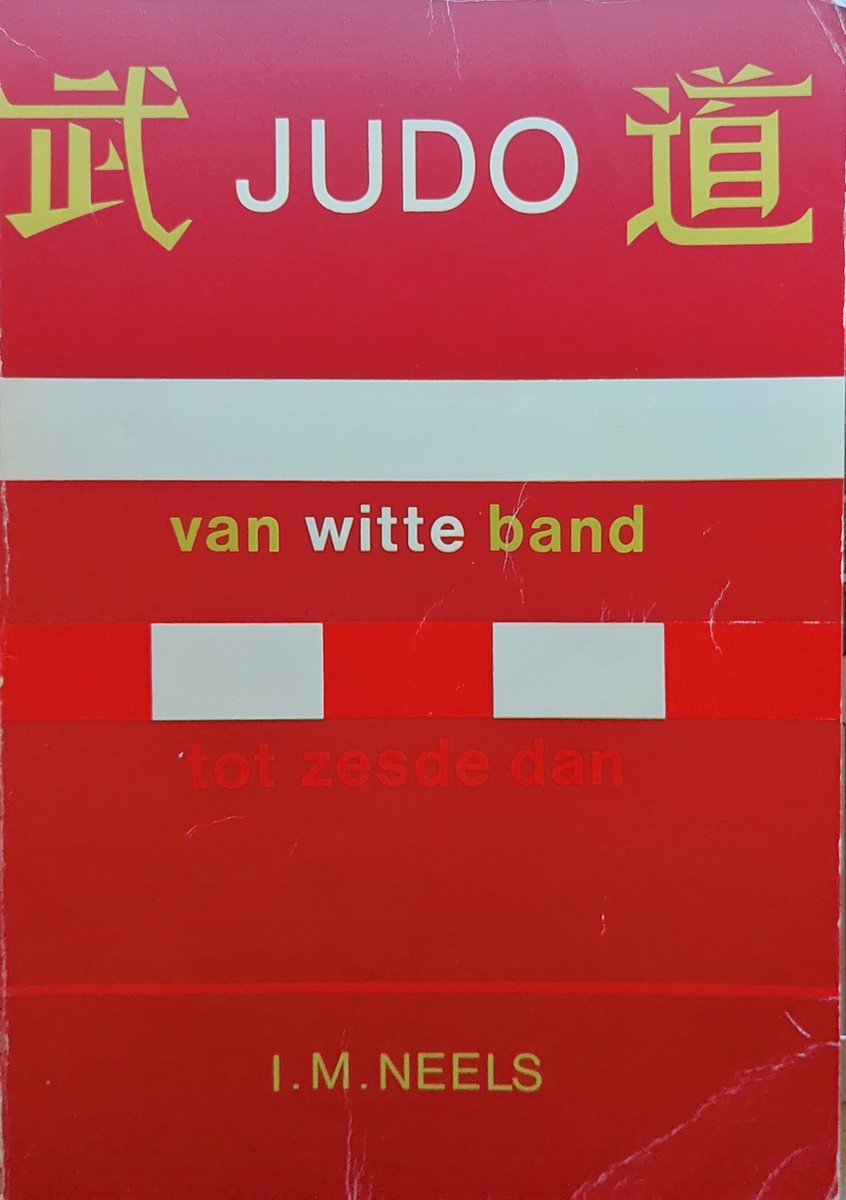 武 JUDO 道
van witte band
tot zesde dan
I.M.NEELS